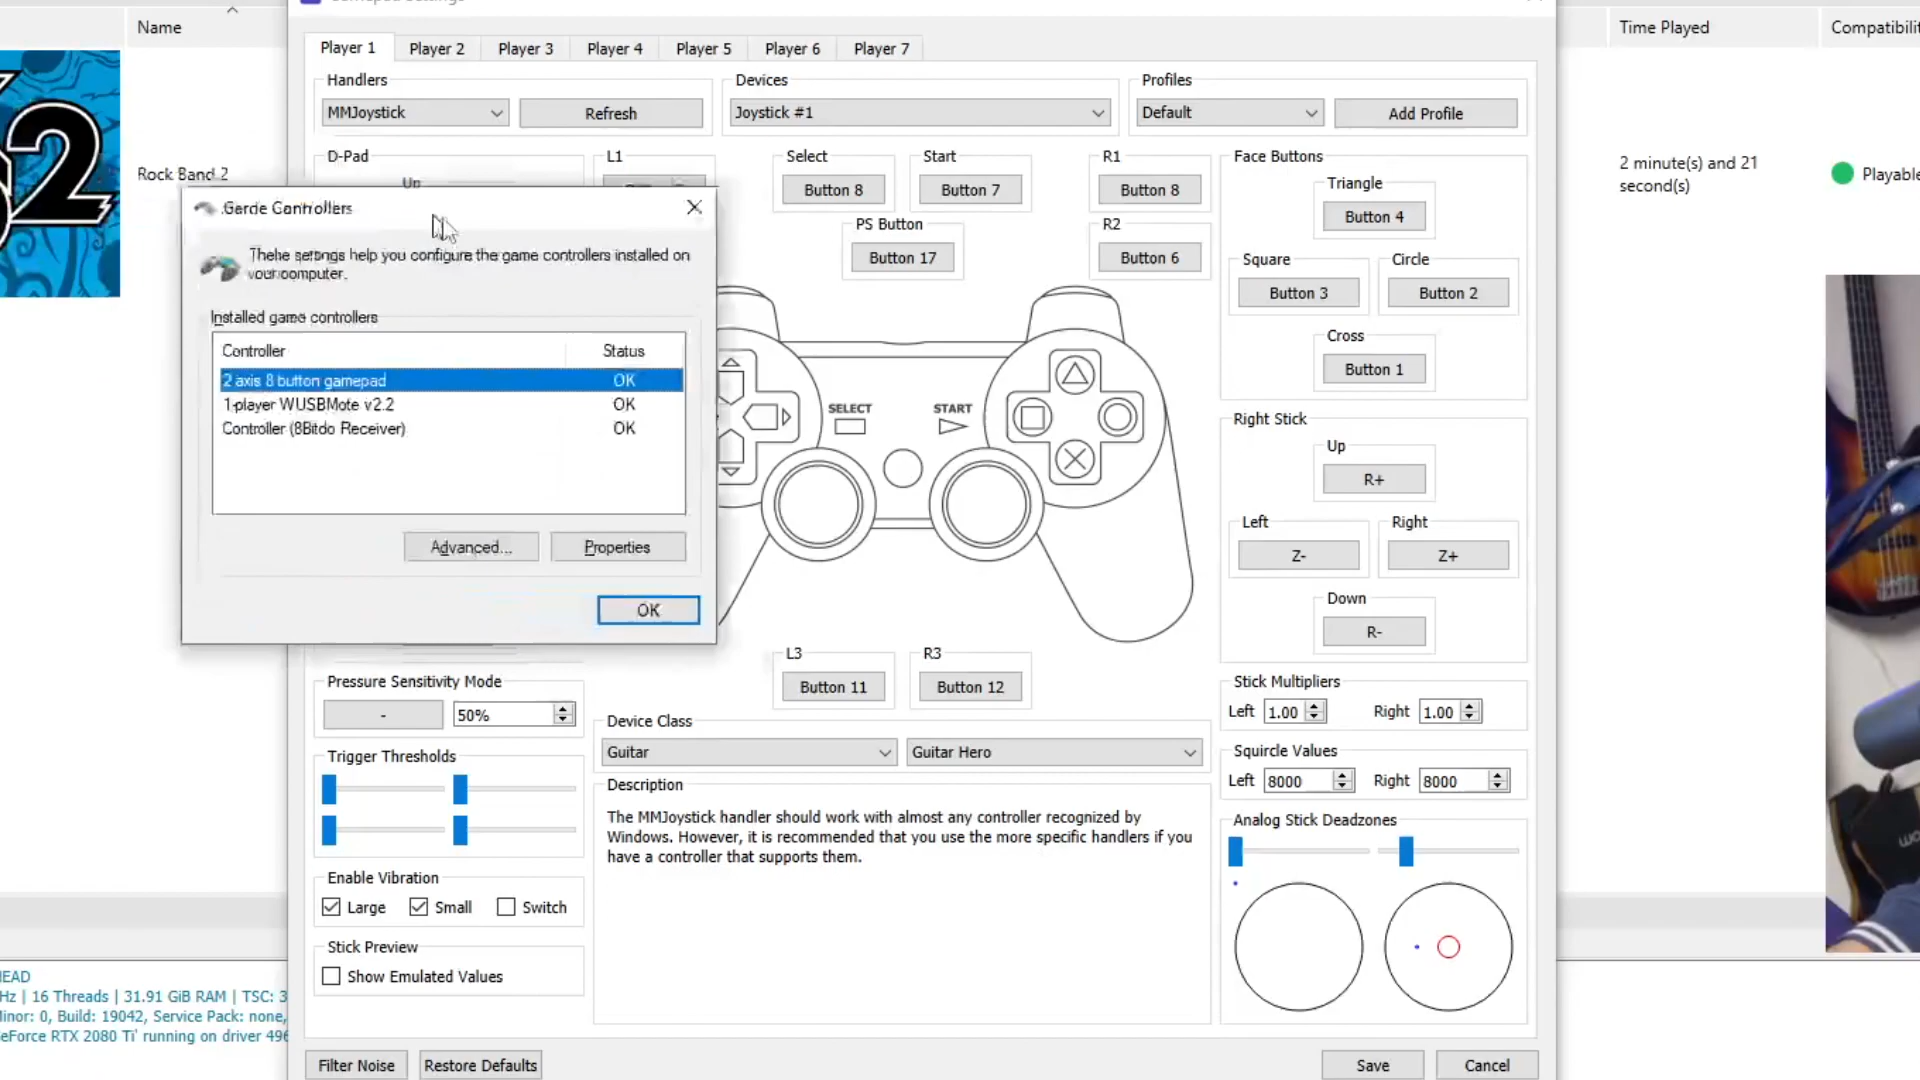 Name
Time Played
Player 1
Player 2
Player 3
Player 4
Player 5
Player 6
Player 7
Handlers
Devices
Profiles
MMJoystick
Refresh
Joystick #1
Default
Add Profile
D-Pad
Up
L1
Select
Button 8
Start
Button 7
R1
Button 8
PS Button
Button 17
R2
Button 6
Face Buttons
Triangle
Button 4
Square
Button 3
Circle
Button 2
Cross
Button 1
Rock Band 2
2 minute(s) and 21
second(s)
Playable
2
Controllers
settings help you configure the game controllers installed on
computer.
Installed game controllers
Controller
Status
2 axis 8 button gamepad
OK
1-player WUSBMote v2.2
OK
Controller (8Bitdo Receiver)
OK
Advanced...
Properties
OK
SELECT
START
Right Stick
Up
R+
Left
Z-
Right
Z+
Down
R-
L3
Button 11
R3
Button 12
Pressure Sensitivity Mode
-
50%
Trigger Thresholds
Enable Vibration
Large
Small
Switch
Stick Preview
Show Emulated Values
Device Class
Guitar
Guitar Hero
Description
The MMJoystick handler should work with almost any controller recognized by
Windows. However, it is recommended that you use the more specific handlers if you
have a controller that supports them.
Stick Multipliers
Left 1.00
Right 1.00
Squircle Values
Left 8000
Right 8000
Analog Stick Deadzones
EAD
Hz | 16 Threads | 31.91 GiB RAM | TSC: 3
Minor: 0, Build: 19042, Service Pack: none,
eForce RTX 2080 Ti' running on driver 496
Filter Noise
Restore Defaults
Save
Cancel